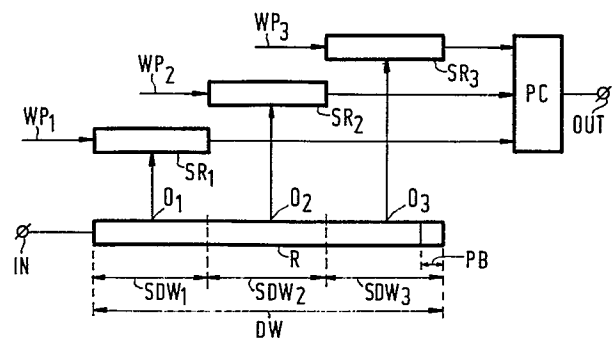 WP3
SR3
WP2
SR2
PC
WP1
SR1
OUT
O1
O2
O3
IN
R
PB
SDW1
SDW2
SDW3
DW